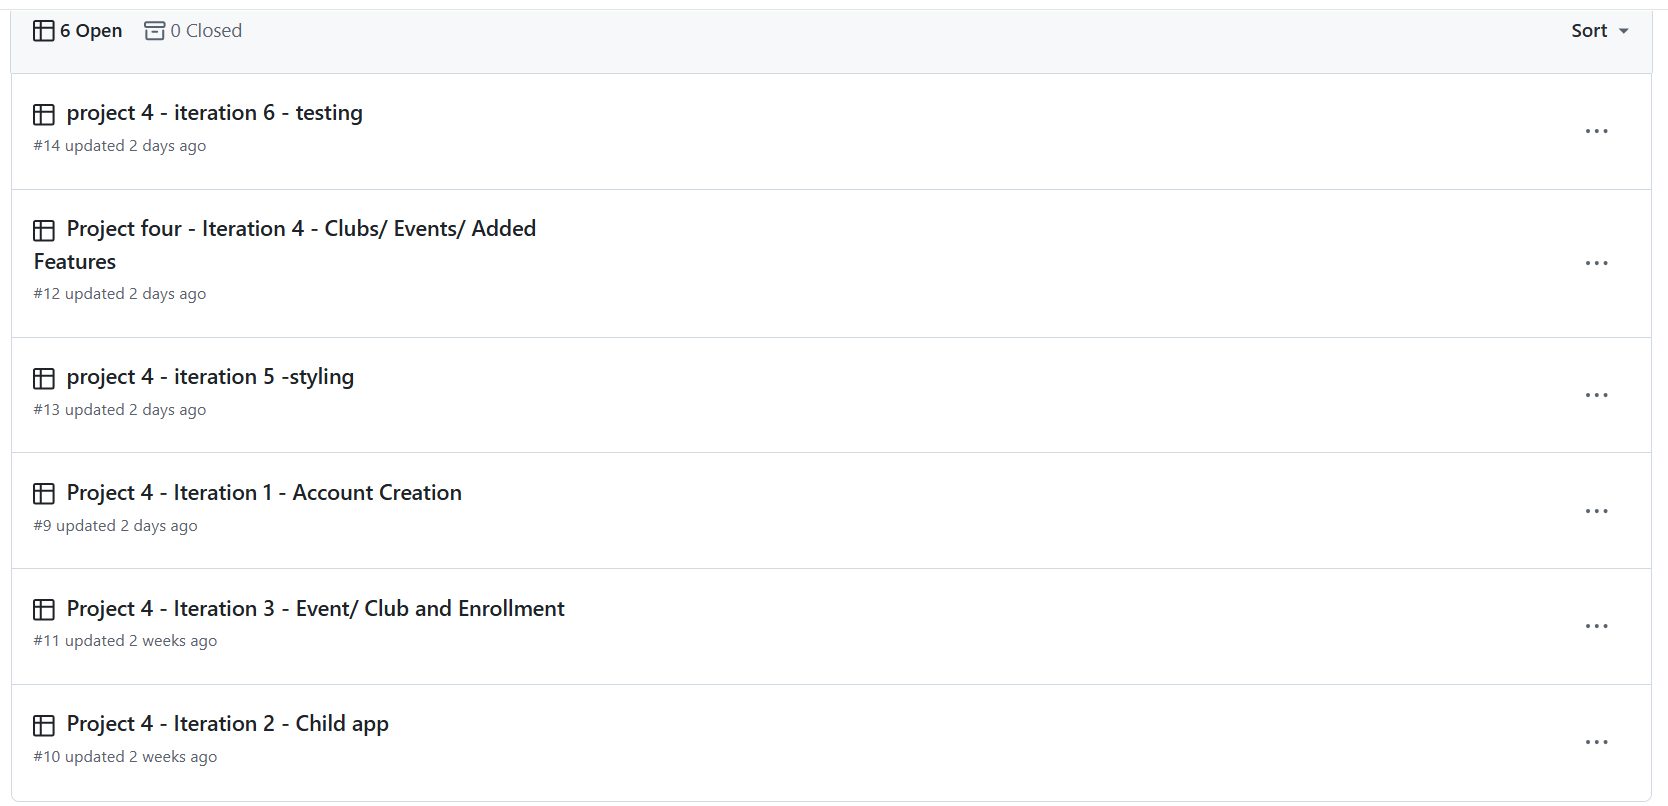 6 Open 0 Closed Sort
project 4 - iteration 6 - testing
#14 updated 2 days ago
Project four - Iteration 4 - Clubs/ Events/ Added
Features
#12 updated 2 days ago
project 4 - iteration 5 -styling
#13 updated 2 days ago
Project 4 - Iteration 1 - Account Creation
#9 updated 2 days ago
Project 4 - Iteration 3 - Event/ Club and Enrollment
#11 updated 2 weeks ago
Project 4 - Iteration 2 - Child app
#10 updated 2 weeks ago